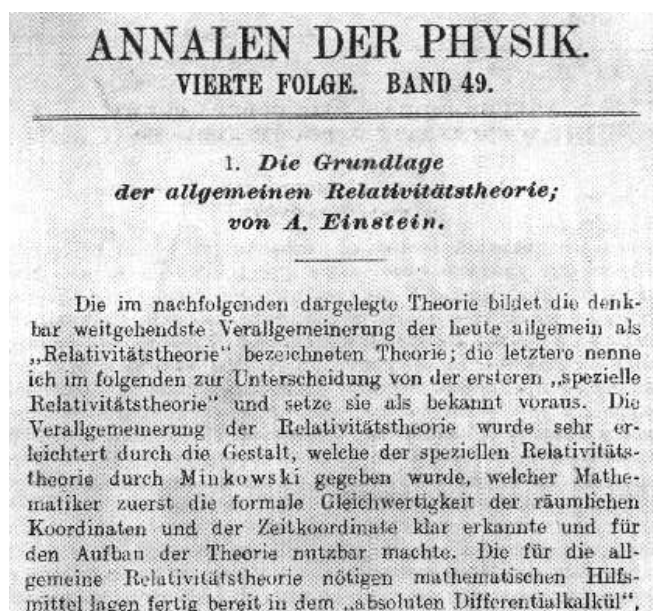 ANNALEN DER PHYSIK.
VIERTE FOLGE. BAND 49.
1. Die Grundlage
der allgemeinen Relativitätstheorie;
von A. Einstein.
Die im nachfolgenden dargelegte Theorie bildet die denk-
bar weitgehendste Verallgemeinerung der heute allgemein als
„Relativitätstheorie“ bezeichneten Theorie; die letztere nenne
ich im folgenden zur Unterscheidung von der ersteren „spezielle
Relativitätstheorie“ und setze sie als bekannt voraus. Die
Verallgemeinerung der Relativitätstheorie wurde sehr er-
leichtert durch die Gestalt, welche der speziellen Relativitäts-
theorie durch Minkowski gegeben wurde, welcher Mathe-
matiker zuerst die formale Gleichwertigkeit der räumlichen
Koordinaten und der Zeitkoordinate klar erkannte und für
den Aufbau der Theorie nutzbar machte. Die für die all-
gemeine Relativitätstheorie nötigen mathematischen Hilfs-
mittel lagen fertig bereit in dem „absoluten Differentialkalkül“,